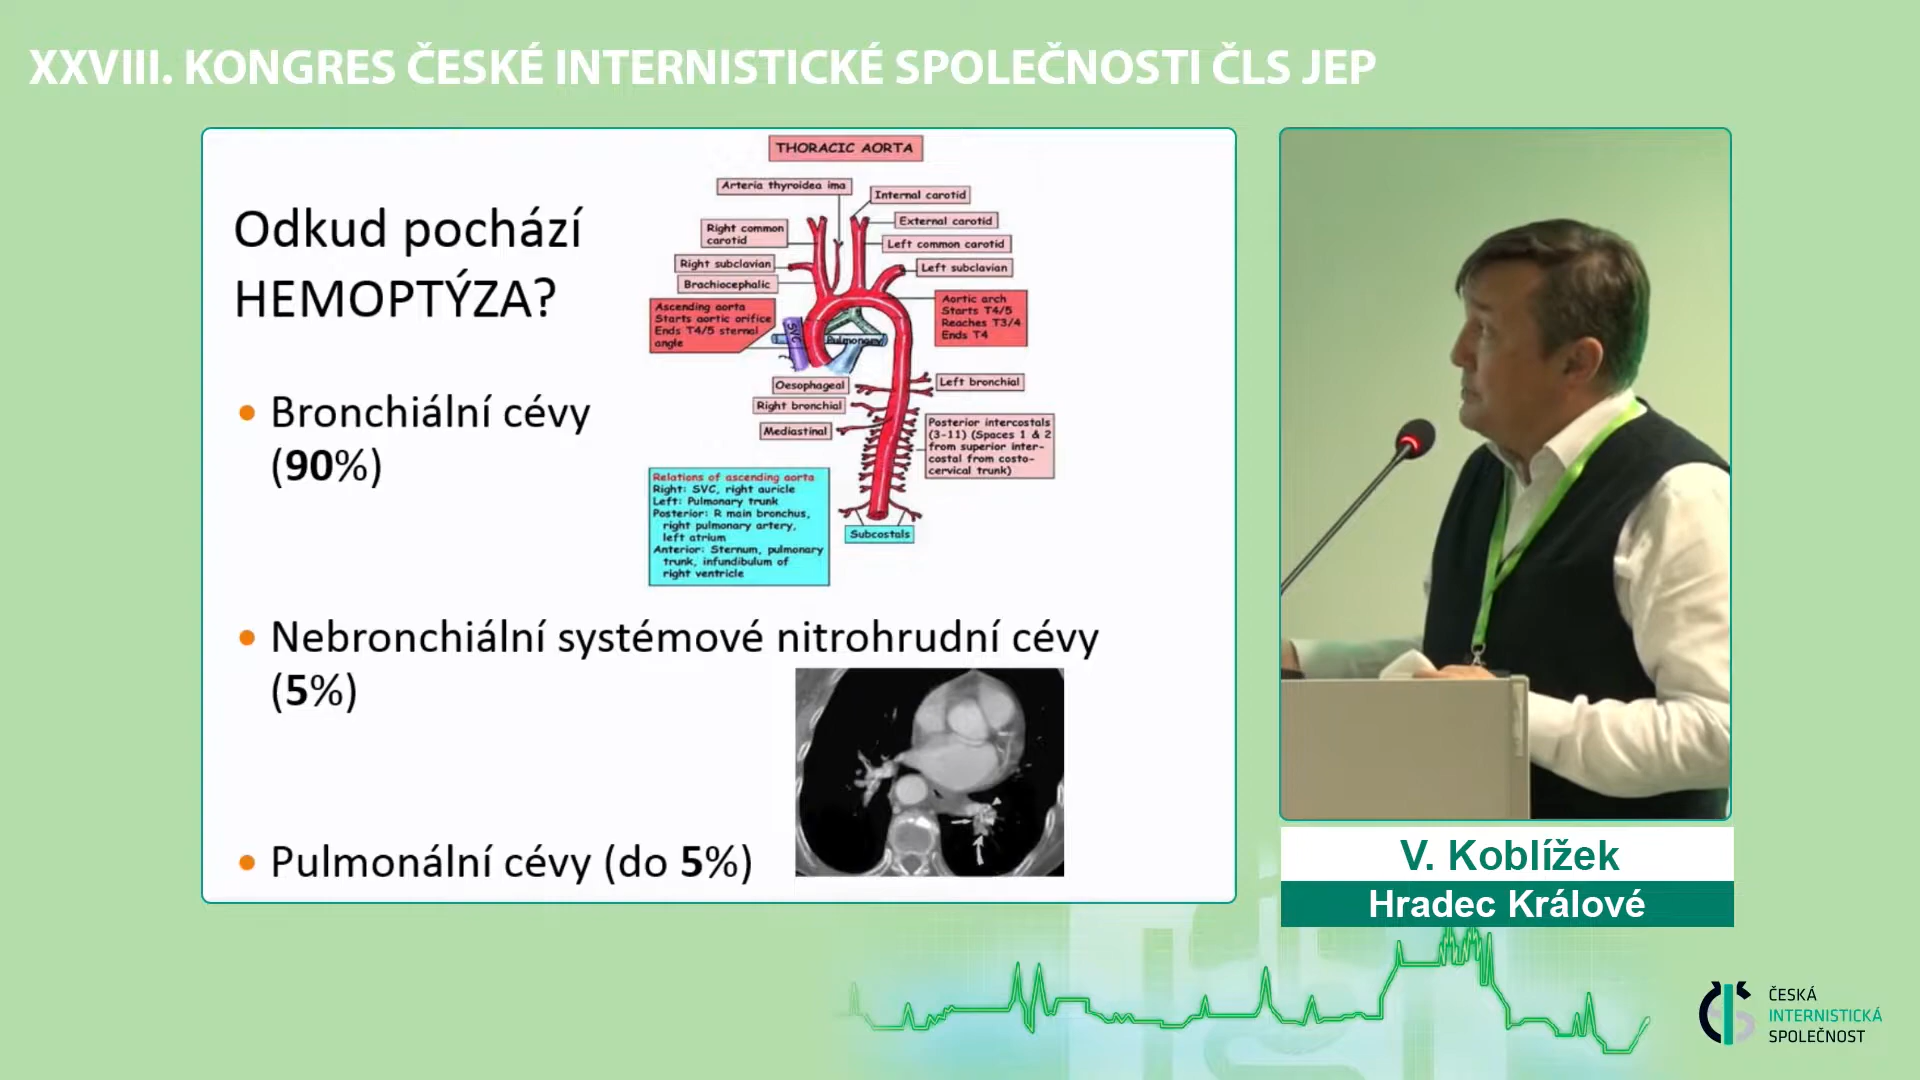 XXVIII. KONGRES ČESKÉ INTERNISTICKÉ SPOLEČNOSTI ČLS JEP
Odkud pochází
HEMOPTÝZA?
• Bronchiální cévy
(90%)
• Nebronchiální systémové nitrohrudní cévy
(5%)
• Pulmonální cévy (do 5%)
THORACIC AORTA
Arteria thyroidea ima
Internal carotid
External carotid
Right common
carotid
Left common carotid
Right subclavian
Left subclavian
Brachiocephalic
Ascending aorta
Starts aortic orifice
Ends T4/5 sternal
angle
Aortic arch
Starts T4/5
Reaches T3/4
Ends T4
SVC
Pulmonary
Oesophageal
Left bronchial
Right bronchial
Mediastinal
Posterior intercostals
(3-11) (Spaces 1 & 2
from superior inter-
costal from costo-
cervical trunk)
Relations of ascending aorta
Right: SVC, right auricle
Left: Pulmonary trunk
Posterior: R main bronchus,
right pulmonary artery,
left atrium
Anterior: Sternum, pulmonary
trunk, infundibulum of
right ventricle
Subcostals
V. Koblížek
Hradec Králové
ČESKÁ
INTERNISTICKÁ
SPOLEČNOST